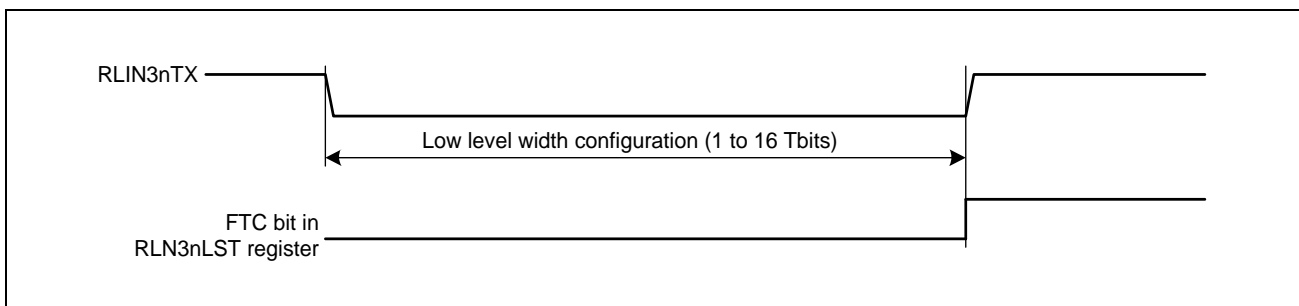 RLIN3nTX
Low level width configuration (1 to 16 Tbits)
FTC bit in
RLN3nLST register